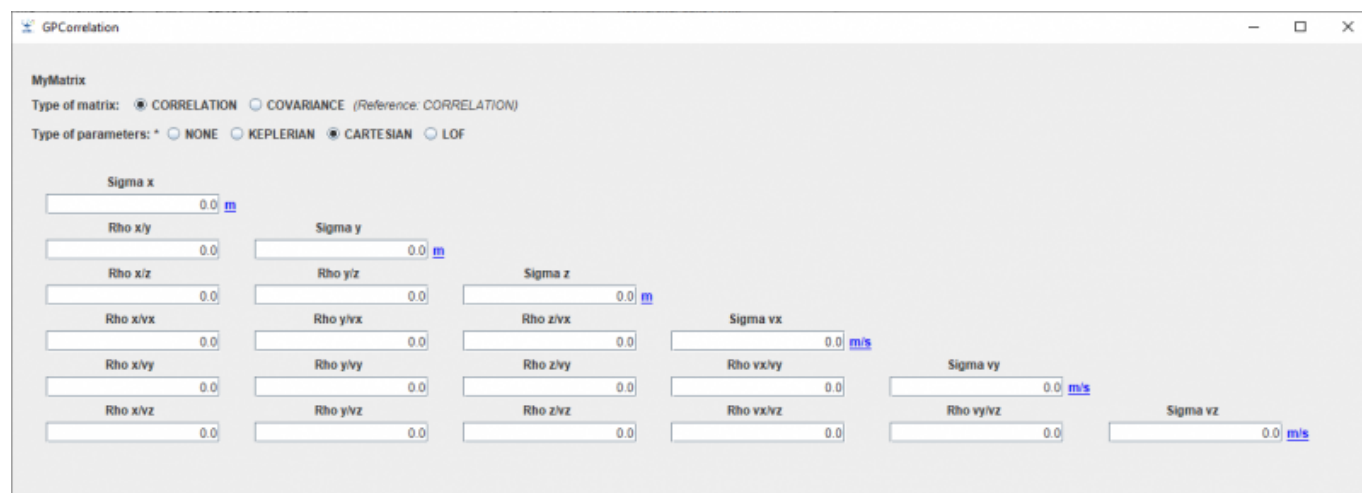 GPCorrelation
MyMatrix
Type of matrix: CORRELATION COVARIANCE (Reference: CORRELATION)
Type of parameters: * NONE KEPLERIAN CARTESIAN LOF
Sigma x
0.0 m
Rho x/y Sigma y
0.0 0.0 m
Rho x/z Rho y/z Sigma z
0.0 0.0 0.0 m
Rho x/vx Rho y/vx Rho z/vx Sigma vx
0.0 0.0 0.0 0.0 m/s
Rho x/vy Rho y/vy Rho z/vy Rho vx/vy Sigma vy
0.0 0.0 0.0 0.0 0.0 m/s
Rho x/vz Rho y/vz Rho z/vz Rho vx/vz Rho vy/vz Sigma vz
0.0 0.0 0.0 0.0 0.0 0.0 m/s